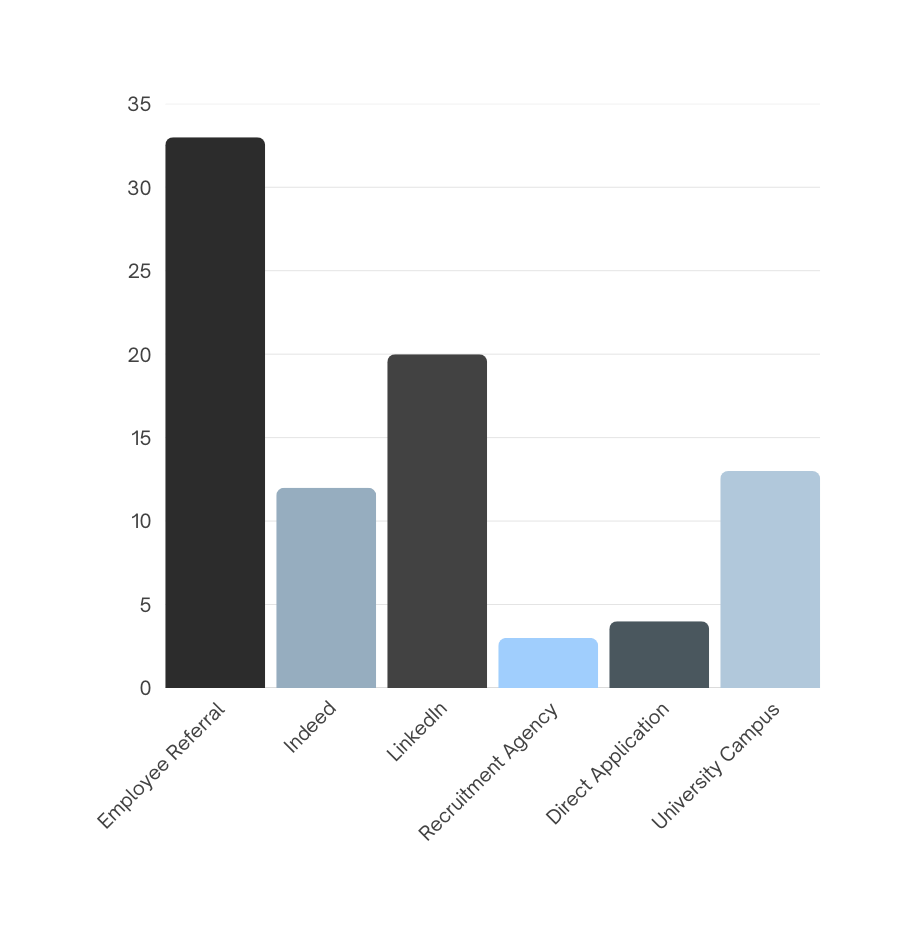 35
30
25
20
15
10
5
0
Employee Referral
Indeed
LinkedIn
Recruitment Agency
Direct Application
University Campus